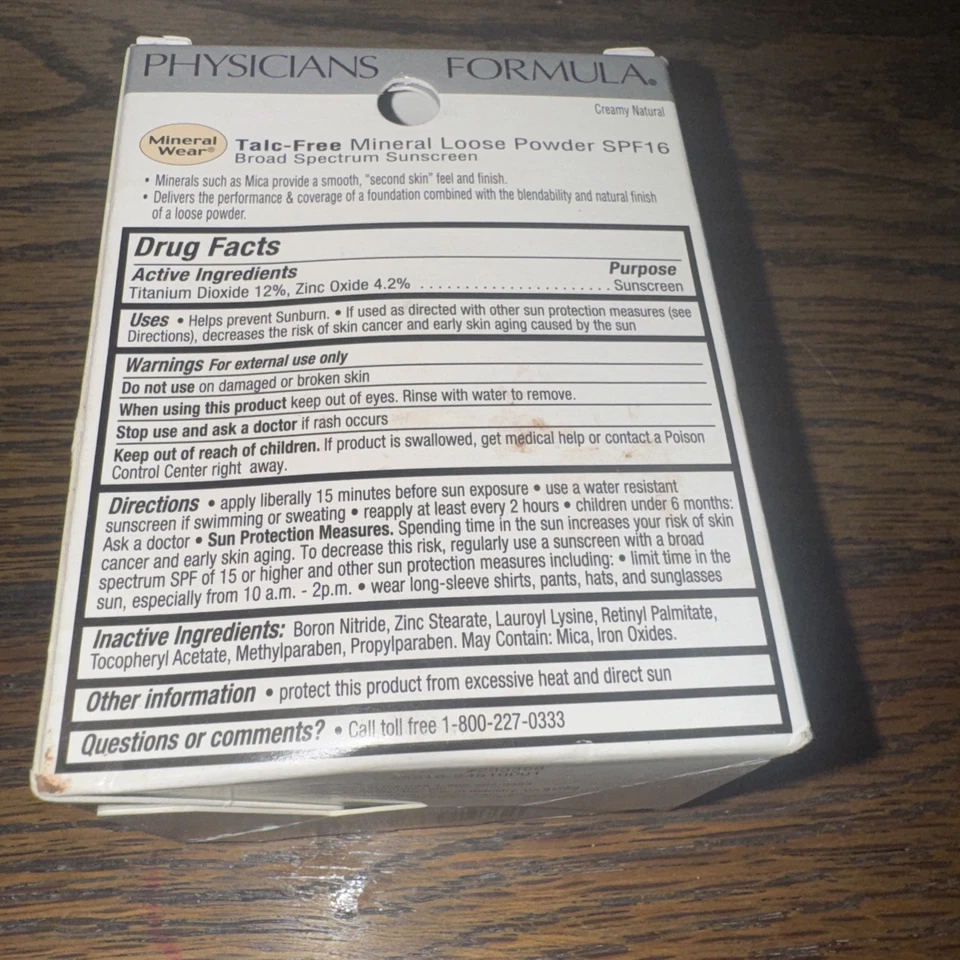 PHYSICIANS FORMULA®
Creamy Natural
Mineral
Wear®
Talc-Free Mineral Loose Powder SPF16
Broad Spectrum Sunscreen
• Minerals such as Mica provide a smooth, "second skin" feel and finish.
• Delivers the performance & coverage of a foundation combined with the blendability and natural finish
of a loose powder.
Drug Facts
Active Ingredients Purpose
Titanium Dioxide 12%, Zinc Oxide 4.2% ....................... Sunscreen
Uses • Helps prevent Sunburn. • If used as directed with other sun protection measures (see
Directions), decreases the risk of skin cancer and early skin aging caused by the sun
Warnings For external use only
Do not use on damaged or broken skin
When using this product keep out of eyes. Rinse with water to remove.
Stop use and ask a doctor if rash occurs
Keep out of reach of children. If product is swallowed, get medical help or contact a Poison
Control Center right away.
Directions • apply liberally 15 minutes before sun exposure • use a water resistant
sunscreen if swimming or sweating • reapply at least every 2 hours • children under 6 months:
Ask a doctor • Sun Protection Measures. Spending time in the sun increases your risk of skin
cancer and early skin aging. To decrease this risk, regularly use a sunscreen with a broad
spectrum SPF of 15 or higher and other sun protection measures including: • limit time in the
sun, especially from 10 a.m. - 2p.m. • wear long-sleeve shirts, pants, hats, and sunglasses
Inactive Ingredients: Boron Nitride, Zinc Stearate, Lauroyl Lysine, Retinyl Palmitate,
Tocopheryl Acetate, Methylparaben, Propylparaben. May Contain: Mica, Iron Oxides.
Other information • protect this product from excessive heat and direct sun
Questions or comments? • Call toll free 1-800-227-0333